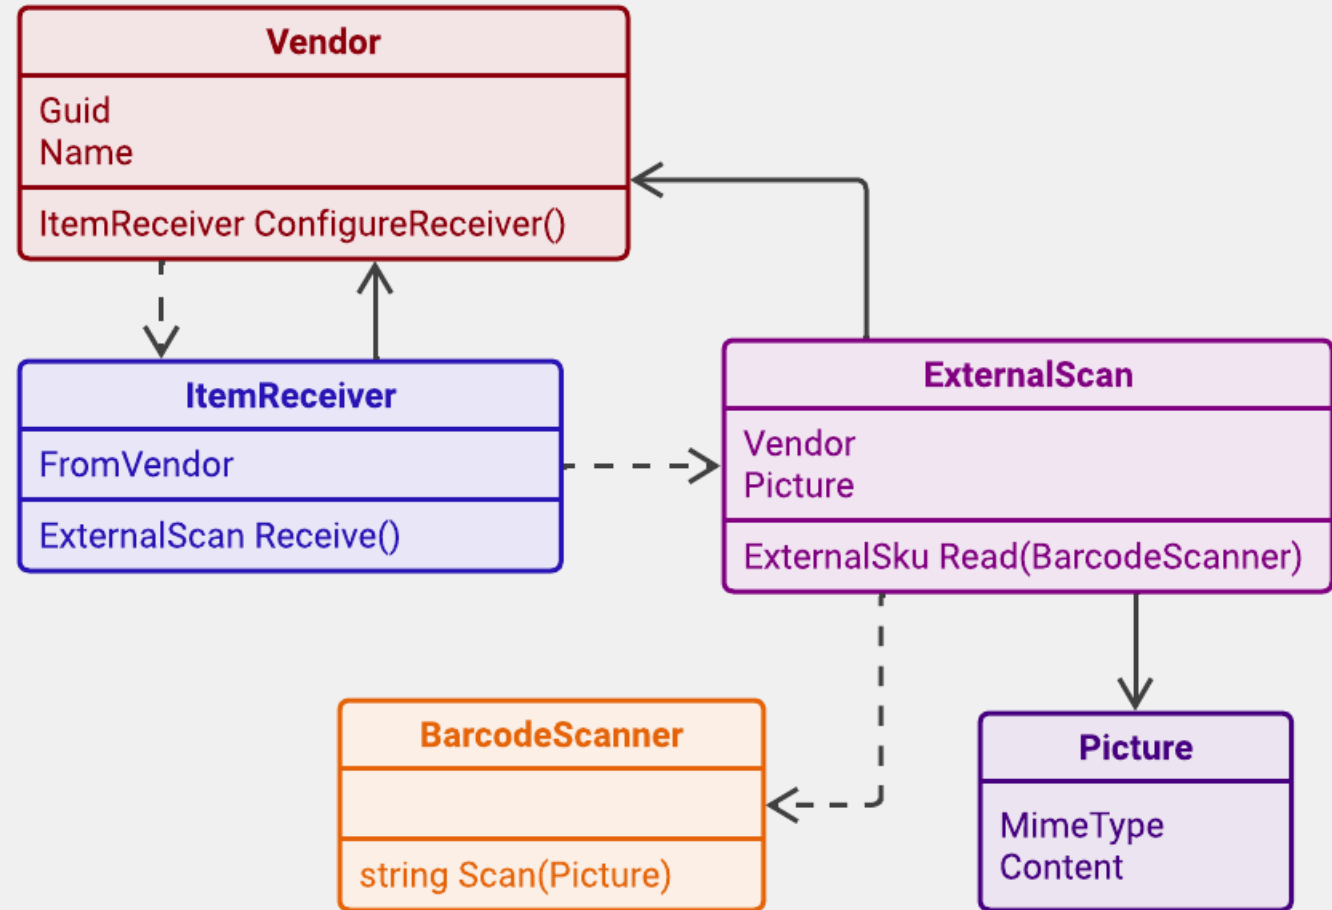 Vendor
Guid
Name
ItemReceiver ConfigureReceiver()
ItemReceiver
FromVendor
ExternalScan Receive()
ExternalScan
Vendor
Picture
ExternalSku Read(BarcodeScanner)
BarcodeScanner
string Scan(Picture)
Picture
MimeType
Content